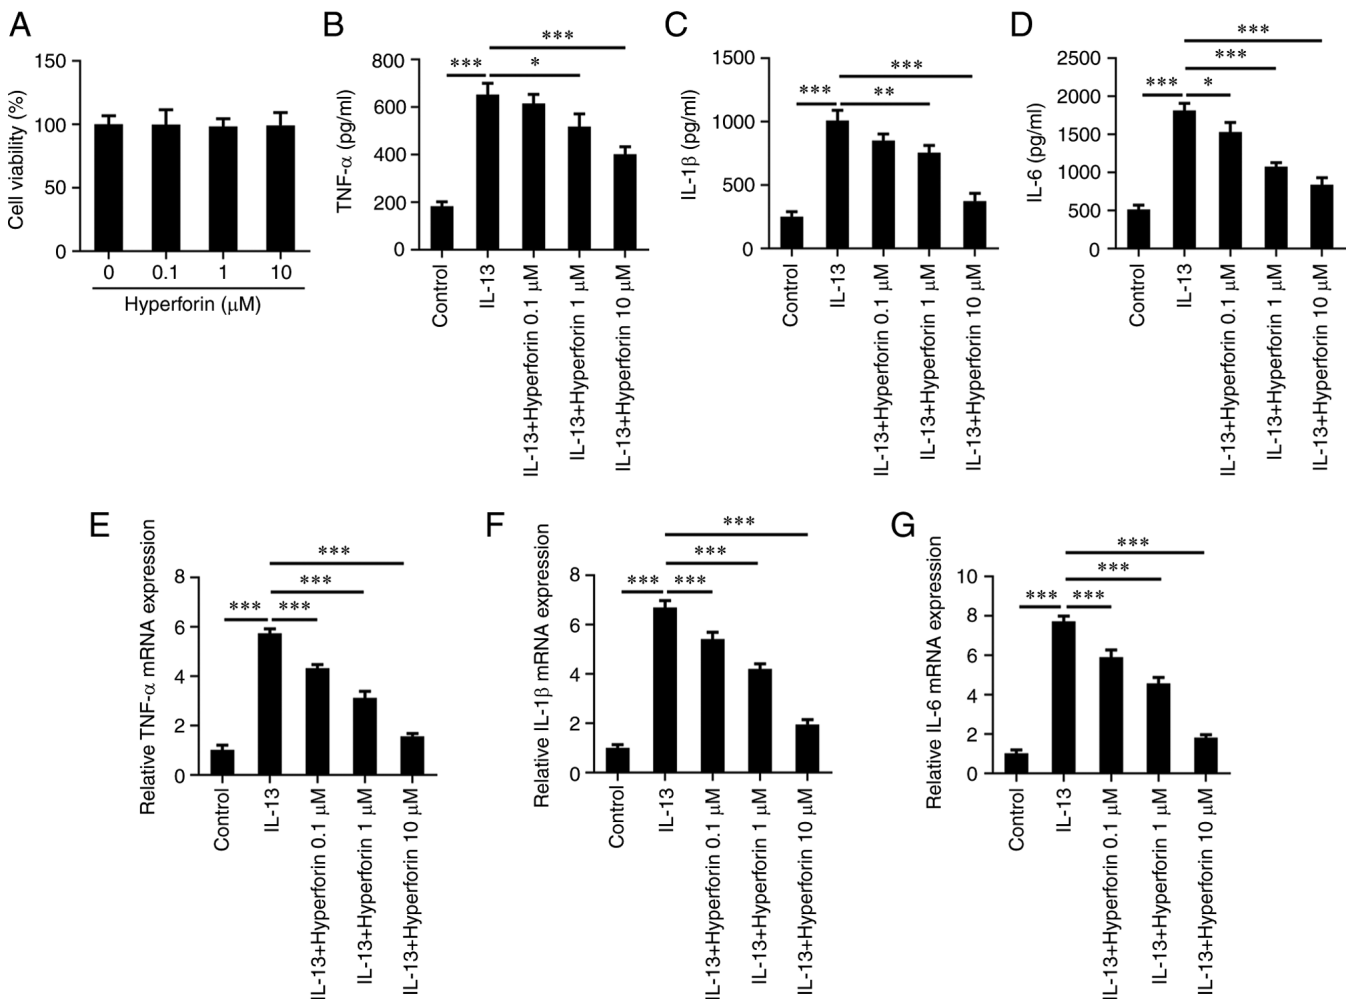 A
Cell viability (%)
150
100
50
0
0 0.1 1 10
Hyperforin (μM)
B
TNF-α (pg/ml)
800
600
400
200
0
***
*** *
Control
IL-13
IL-13+Hyperforin 0.1 μM
IL-13+Hyperforin 1 μM
IL-13+Hyperforin 10 μM
C
IL-1β (pg/ml)
1500
1000
500
0
***
*** **
Control
IL-13
IL-13+Hyperforin 0.1 μM
IL-13+Hyperforin 1 μM
IL-13+Hyperforin 10 μM
D
IL-6 (pg/ml)
2500
2000
1500
1000
500
0
***
***
*** *
Control
IL-13
IL-13+Hyperforin 0.1 μM
IL-13+Hyperforin 1 μM
IL-13+Hyperforin 10 μM
E
Relative TNF-α mRNA expression
8
6
4
2
0
***
***
*** ***
Control
IL-13
IL-13+Hyperforin 0.1 μM
IL-13+Hyperforin 1 μM
IL-13+Hyperforin 10 μM
F
Relative IL-1β mRNA expression
8
6
4
2
0
***
***
*** ***
Control
IL-13
IL-13+Hyperforin 0.1 μM
IL-13+Hyperforin 1 μM
IL-13+Hyperforin 10 μM
G
Relative IL-6 mRNA expression
10
8
6
4
2
0
***
***
*** ***
Control
IL-13
IL-13+Hyperforin 0.1 μM
IL-13+Hyperforin 1 μM
IL-13+Hyperforin 10 μM